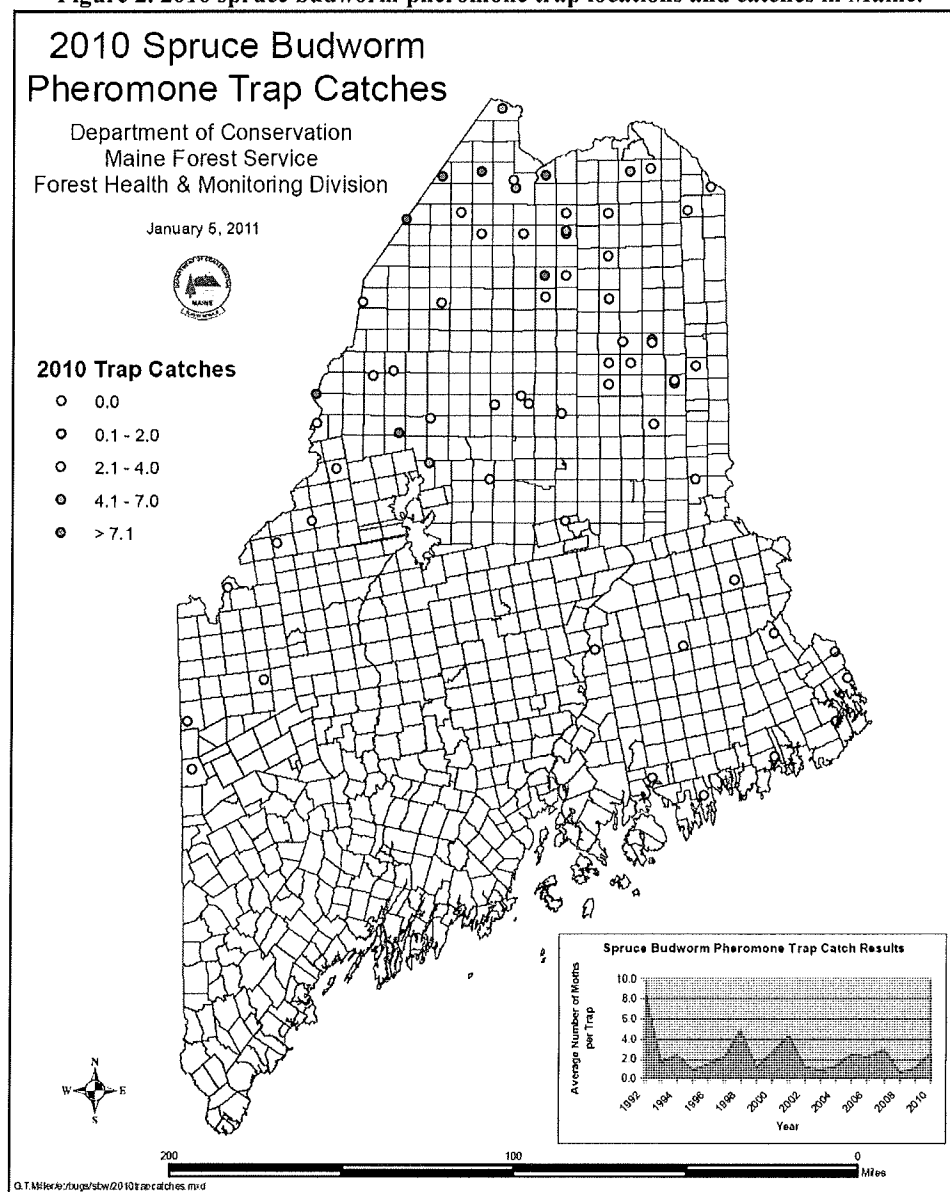 Figure 2. 2010 spruce budworm pheromone trap locations and catches in Maine.
2010 Spruce Budworm
Pheromone Trap Catches
Department of Conservation
Maine Forest Service
Forest Health & Monitoring Division
January 5, 2011
MAINE
2010 Trap Catches
0.0
0.1 - 2.0
2.1 - 4.0
4.1 - 7.0
> 7.1
Spruce Budworm Pheromone Trap Catch Results
Average Number of Moths
per Trap
10.0
8.0
6.0
4.0
2.0
0.0
1992
1994
1996
1998
2000
2002
2004
2006
2008
2010
Year
N
W
E
S
200
100
0
Miles